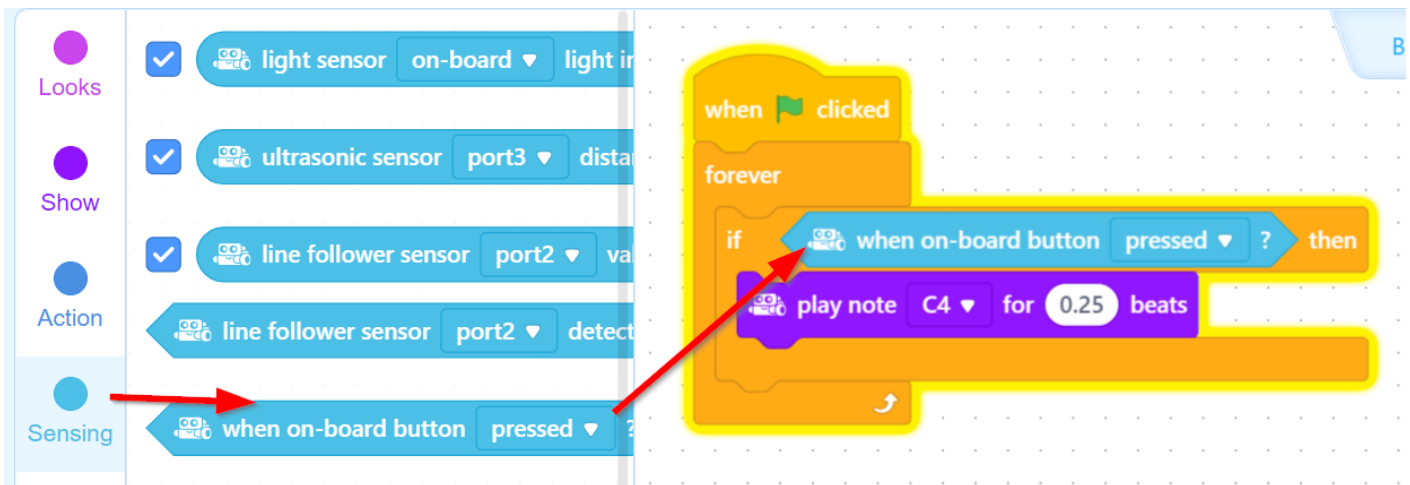 Looks
Show
Action
Sensing
light sensor on-board light in
ultrasonic sensor port3 dista
line follower sensor port2 va
line follower sensor port2 detect
when on-board button pressed ?
when clicked
forever
if when on-board button pressed ? then
play note C4 for 0.25 beats
B